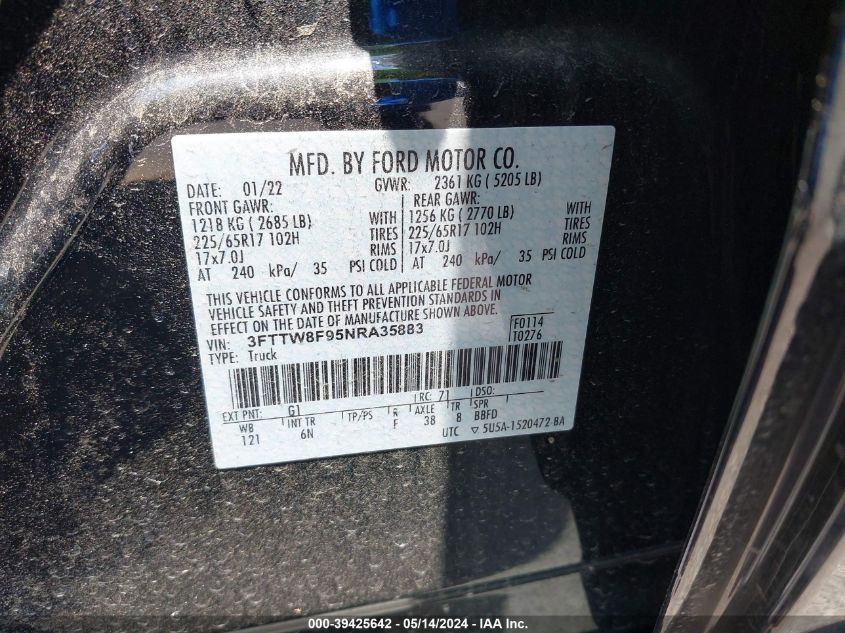 MFD. BY FORD MOTOR CO.
DATE: 01/22 GVWR: 2361 KG ( 5205 LB)
FRONT GAWR: REAR GAWR:
1218 KG ( 2685 LB) WITH 1256 KG ( 2770 LB) WITH
225/65R17 102H TIRES 225/65R17 102H TIRES
17x7.0J RIMS 17x7.0J RIMS
AT 240 kPa/ 35 PSI COLD AT 240 kPa/ 35 PSI COLD
THIS VEHICLE CONFORMS TO ALL APPLICABLE FEDERAL MOTOR
VEHICLE SAFETY AND THEFT PREVENTION STANDARDS IN
EFFECT ON THE DATE OF MANUFACTURE SHOWN ABOVE.
VIN: 3FTTW8F95NRA35883 F0114
TYPE: Truck T0276
RC: 7 DSO:
EXT PNT: G1
WB INT TR TP/PS R AXLE TR SPR
121 6N F 38 8 BBFD
UTC ▽ 5U5A-1520472-BA
000-39425642 / 05/14/2024 - IAA Inc.